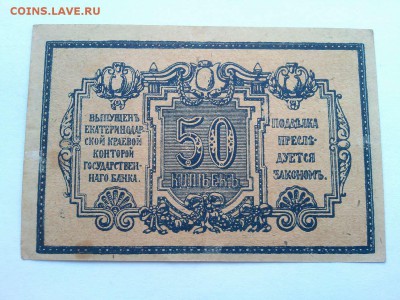 COINS.LAVE.RU
ВЫПУЩЕНЪ
ЕКАТЕРИНОДАР-
СКОЙ КРАЕВОЙ
КОНТОРОЙ
ГОСУДАРСТВЕН-
НАГО БАНКА.
50
КОПѢЕКЪ
ПОДДѢЛКА
ПРЕСЛѢ-
ДУЕТСЯ
ЗАКОНОМЪ.